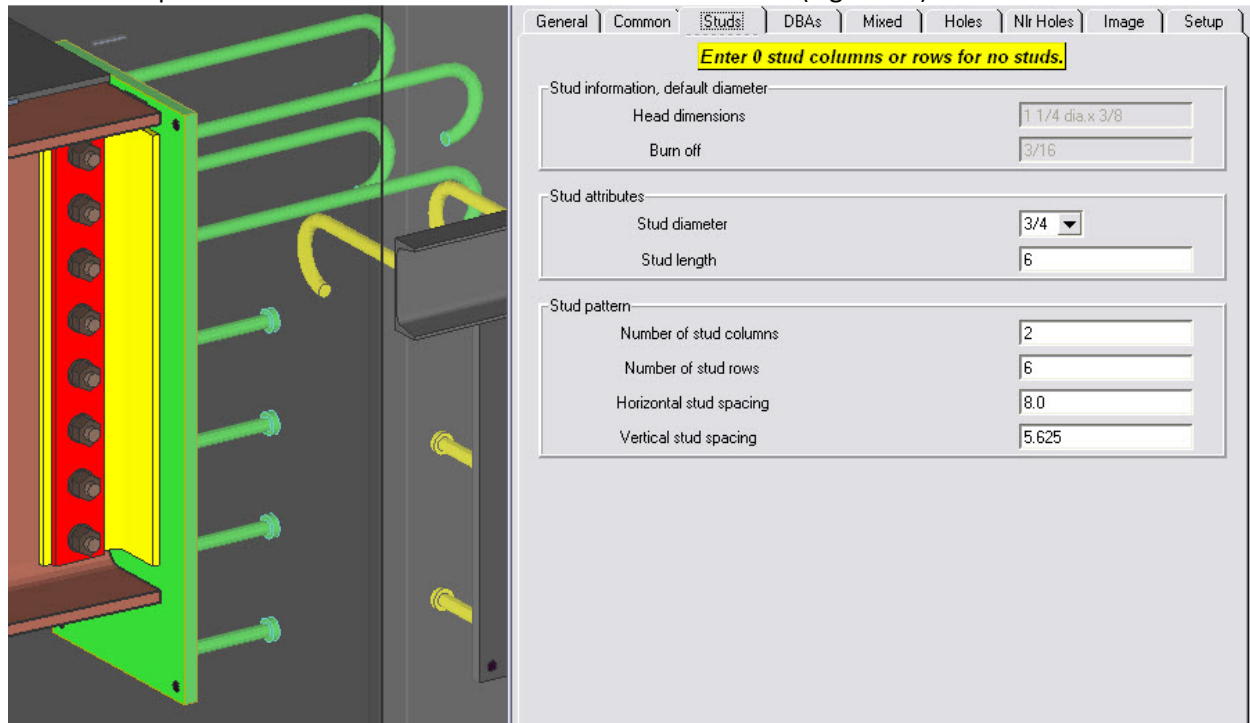 General Common Studs DBAs Mixed Holes Nlr Holes Image Setup
Enter 0 stud columns or rows for no studs.
Stud information, default diameter
Head dimensions 1 1/4 dia.x 3/8
Burn off 3/16
Stud attributes
Stud diameter 3/4
Stud length 6
Stud pattern
Number of stud columns 2
Number of stud rows 6
Horizontal stud spacing 8.0
Vertical stud spacing 5.625